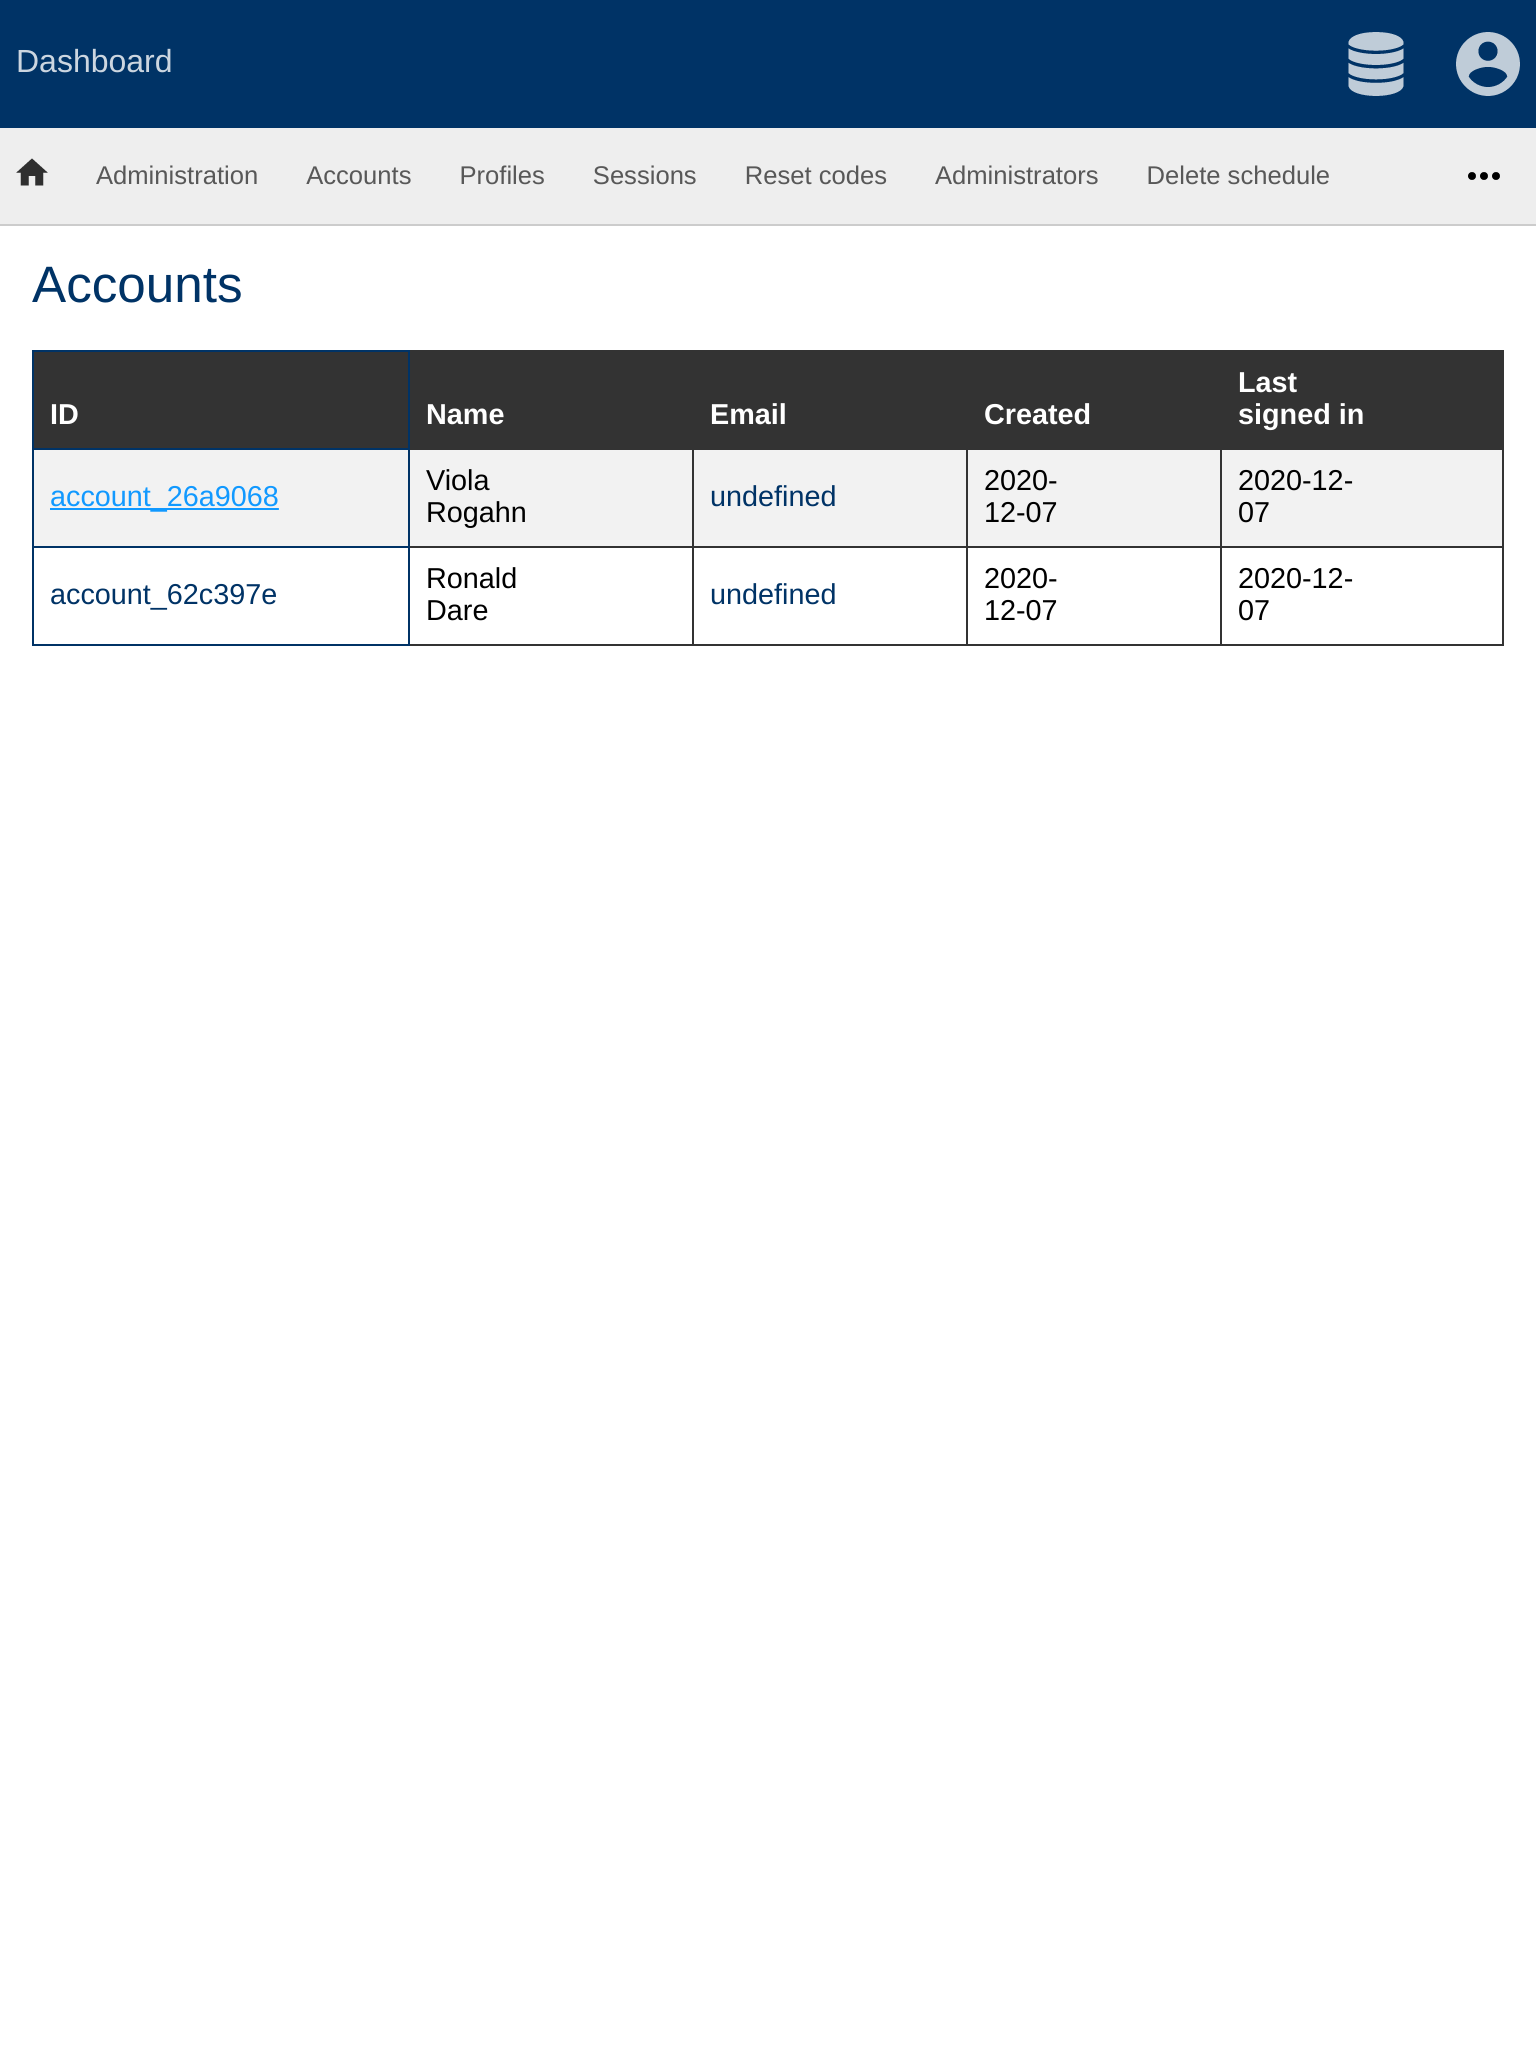 Dashboard
Administration Accounts Profiles Sessions Reset codes Administrators Delete schedule
Accounts
ID Name Email Created Last signed in
account_26a9068 Viola Rogahn undefined 2020-12-07 2020-12-07
account_62c397e Ronald Dare undefined 2020-12-07 2020-12-07